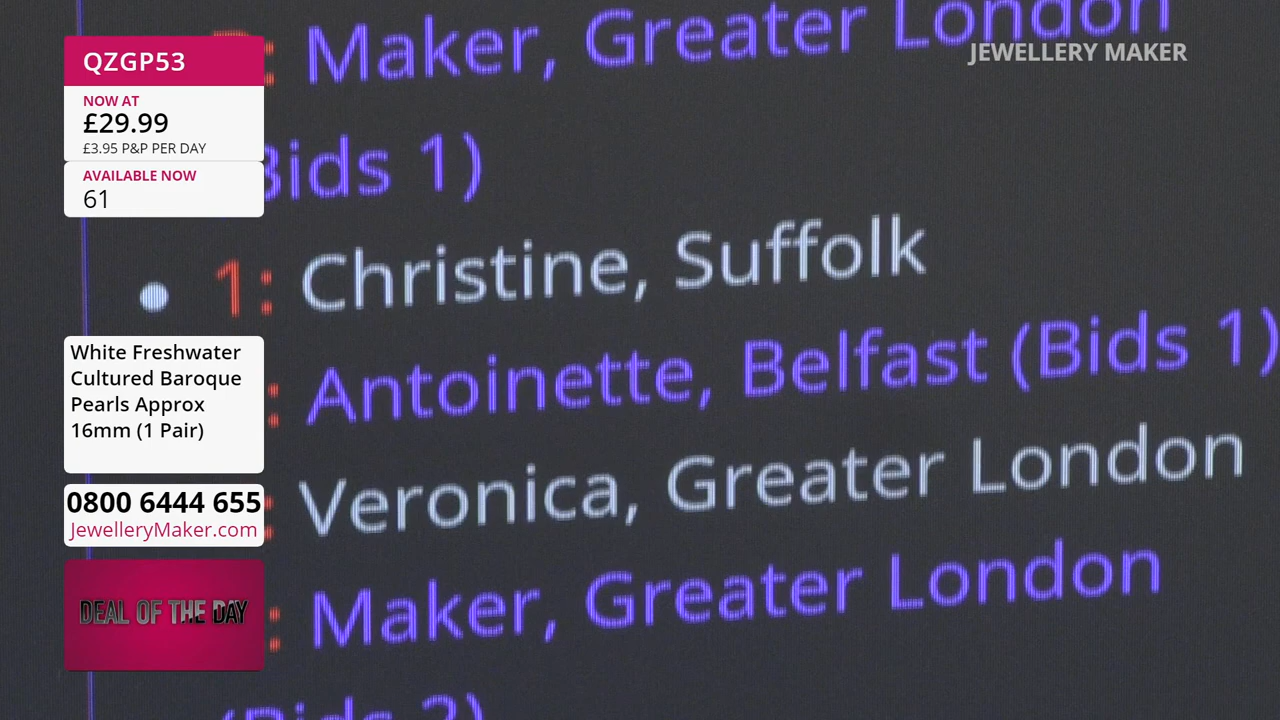 QZGP53
NOW AT
£29.99
£3.95 P&P PER DAY
AVAILABLE NOW
61
White Freshwater
Cultured Baroque
Pearls Approx
16mm (1 Pair)
0800 6444 655
JewelleryMaker.com
DEAL OF THE DAY
JEWELLERY MAKER
: Maker, Greater London
Bids 1)
1: Christine, Suffolk
: Antoinette, Belfast (Bids 1)
: Veronica, Greater London
: Maker, Greater London
(Bids 2)